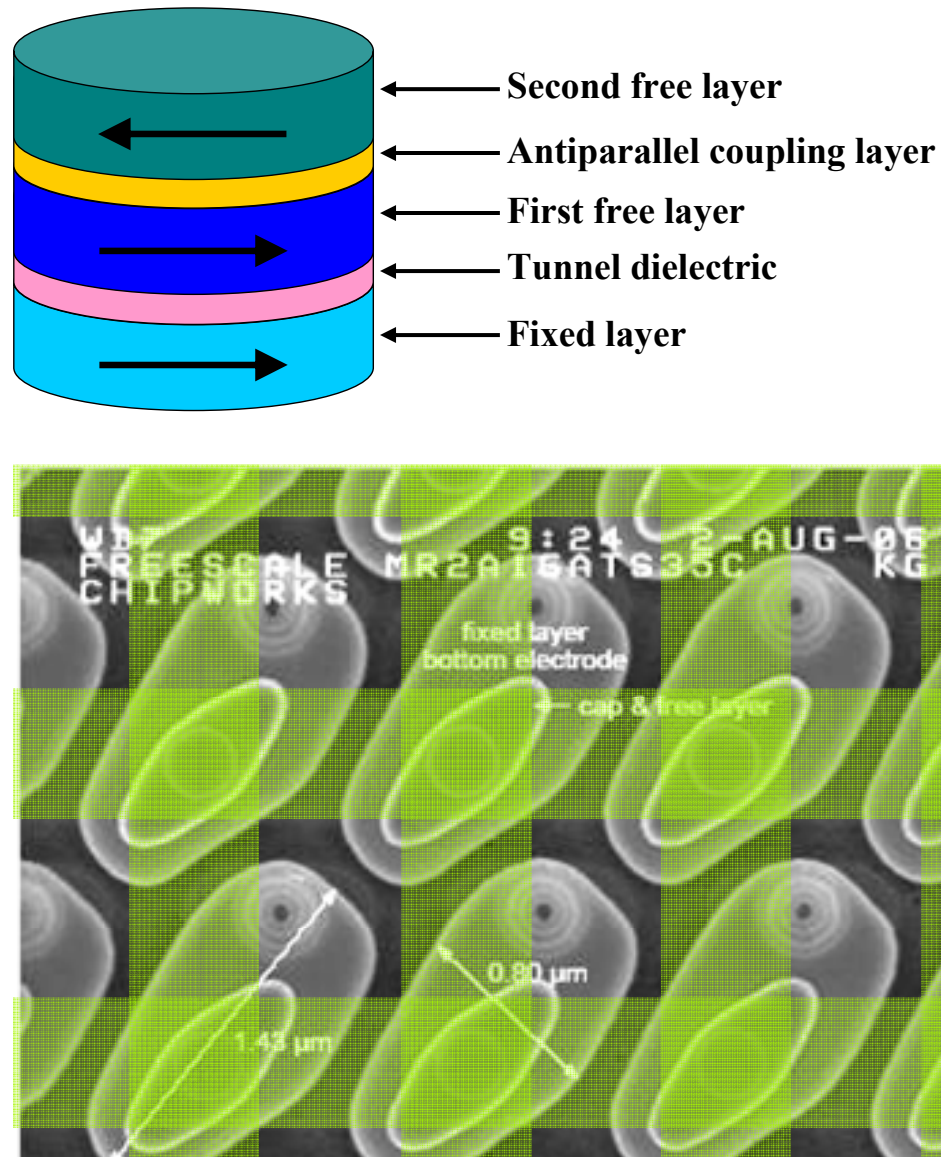 Second free layer
Antiparallel coupling layer
First free layer
Tunnel dielectric
Fixed layer
9:24 2-AUG-06
FREESCALE MR2A16ATS35C KG
CHIPWORKS
fixed layer
bottom electrode
cap & free layer
0.80 µm
1.43 µm